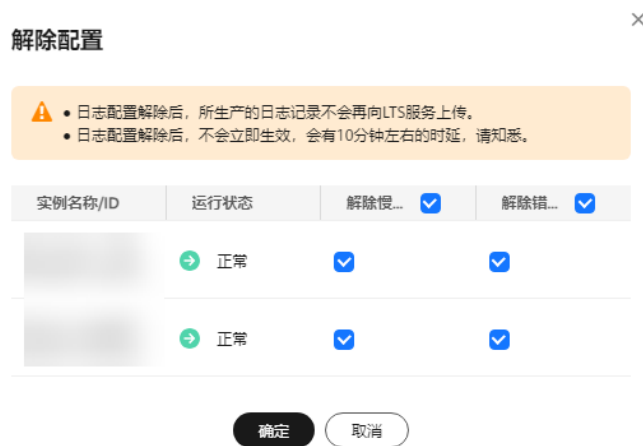 解除配置
● 日志配置解除后，所生产的日志记录不会再向LTS服务上传。
● 日志配置解除后，不会立即生效，会有10分钟左右的时延，请知悉。
实例名称/ID 运行状态 解除慢... 解除错...
正常
正常
确定 取消